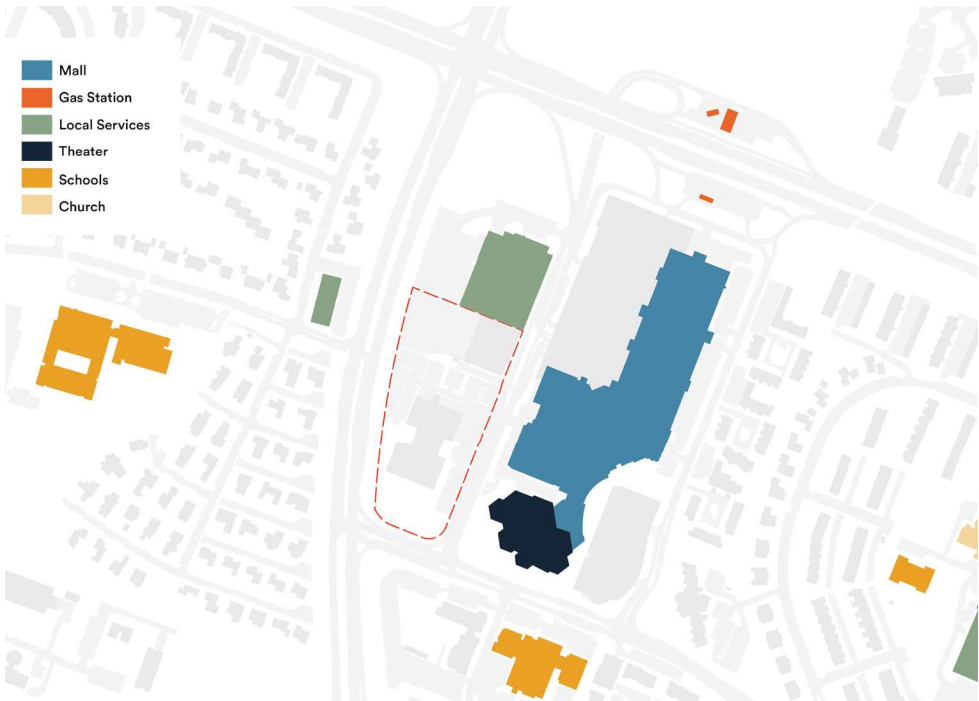 Mall
Gas Station
Local Services
Theater
Schools
Church